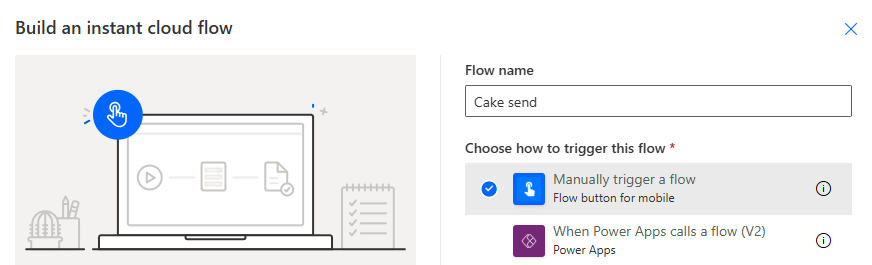 Build an instant cloud flow
Flow name
Cake send
Choose how to trigger this flow *
Manually trigger a flow
Flow button for mobile
When Power Apps calls a flow (V2)
Power Apps